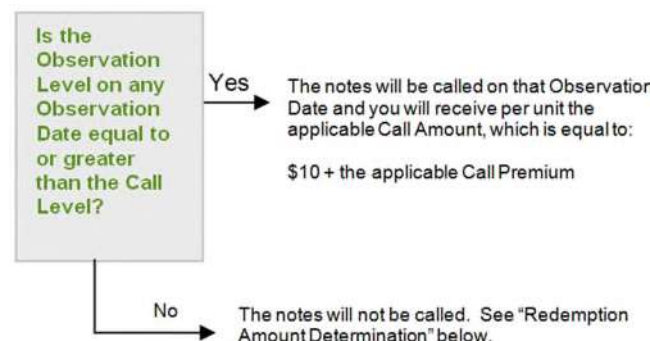 Is the
Observation
Level on any
Observation
Date equal to
or greater
than the Call
Level?
Yes
The notes will be called on that Observation
Date and you will receive per unit the
applicable Call Amount, which is equal to:
$10 + the applicable Call Premium
No
The notes will not be called. See “Redemption
Amount Determination” below.